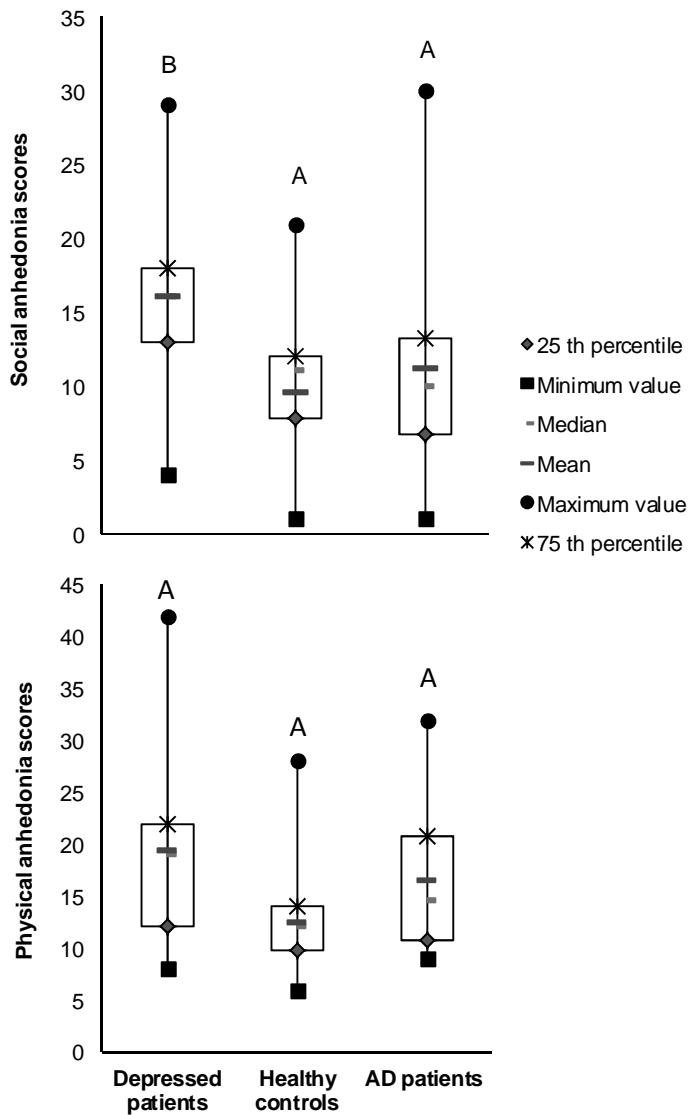 35
30
25
20
15
10
5
0
Social anhedonia scores
B
A
A
25 th percentile
Minimum value
Median
Mean
Maximum value
75 th percentile
45
40
35
30
25
20
15
10
5
0
Physical anhedonia scores
A
A
A
Depressed
patients
Healthy
controls
AD patients